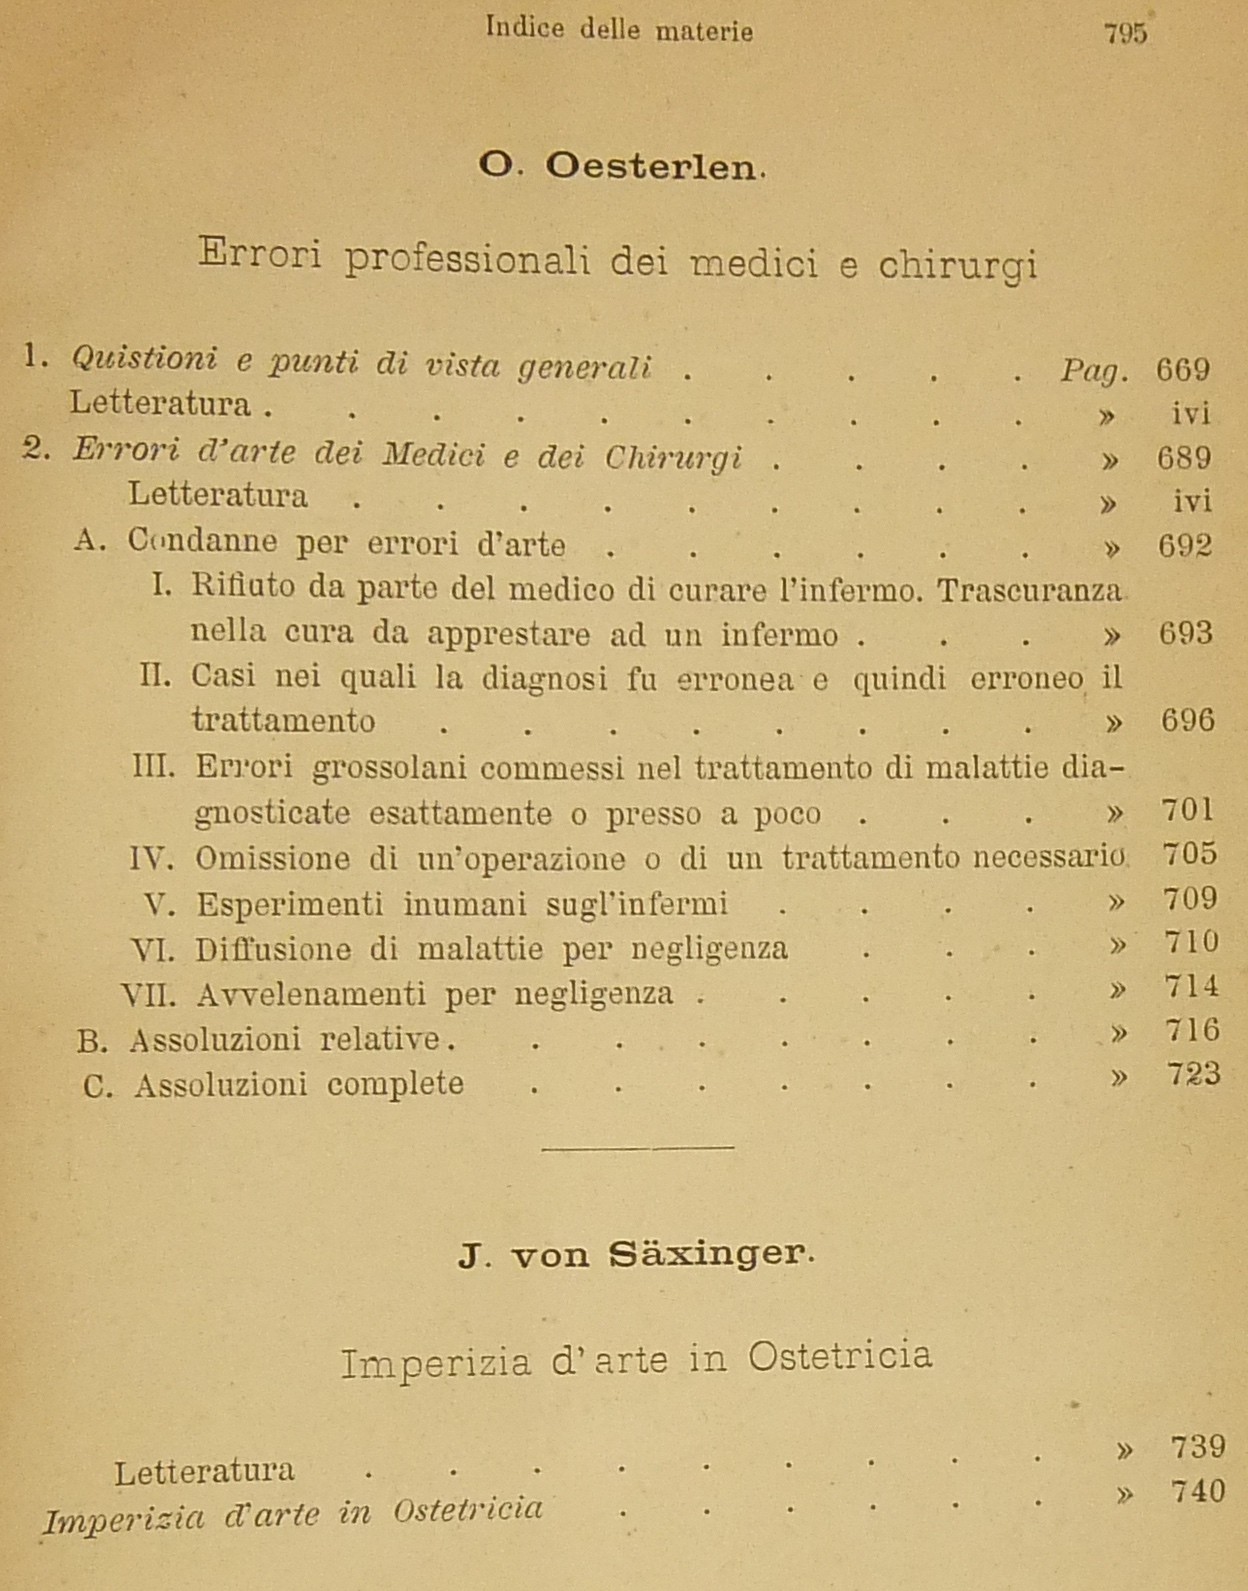 Indice delle materie 795
O. Oesterlen.
Errori professionali dei medici e chirurgi
1. Quistioni e punti di vista generali . . . . . Pag. 669
Letteratura . . . . . . . . . . » ivi
2. Errori d'arte dei Medici e dei Chirurgi . . . . » 689
Letteratura . . . . . . . . . » ivi
A. Condanne per errori d'arte . . . . . . » 692
I. Rifiuto da parte del medico di curare l'infermo. Trascuranza
nella cura da apprestare ad un infermo . . . » 693
II. Casi nei quali la diagnosi fu erronea e quindi erroneo il
trattamento . . . . . . . . » 696
III. Errori grossolani commessi nel trattamento di malattie dia-
gnosticate esattamente o presso a poco . . . » 701
IV. Omissione di un'operazione o di un trattamento necessario 705
V. Esperimenti inumani sugl'infermi . . . . » 709
VI. Diffusione di malattie per negligenza . . . » 710
VII. Avvelenamenti per negligenza . . . . . » 714
B. Assoluzioni relative . . . . . . . . » 716
C. Assoluzioni complete . . . . . . . » 723
J. von Säxinger.
Imperizia d'arte in Ostetricia
Letteratura . . . . . . . . . » 739
Imperizia d'arte in Ostetricia . . . . . . » 740